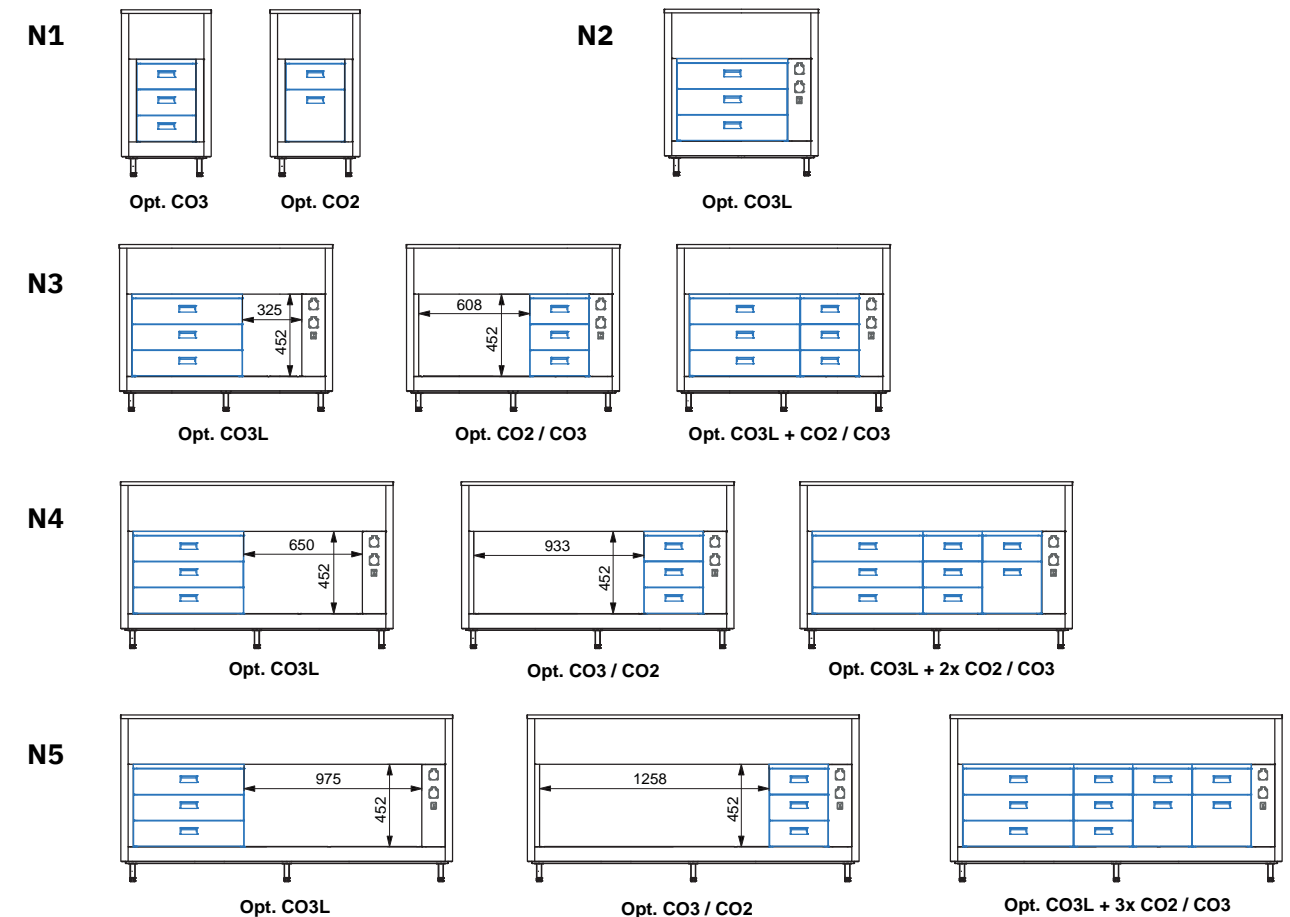 N1
N2
Opt. CO3
Opt. CO2
Opt. CO3L
N3
325
452
608
452
Opt. CO3L
Opt. CO2 / CO3
Opt. CO3L + CO2 / CO3
N4
650
452
933
452
Opt. CO3L
Opt. CO3 / CO2
Opt. CO3L + 2x CO2 / CO3
N5
975
452
1258
452
Opt. CO3L
Opt. CO3 / CO2
Opt. CO3L + 3x CO2 / CO3